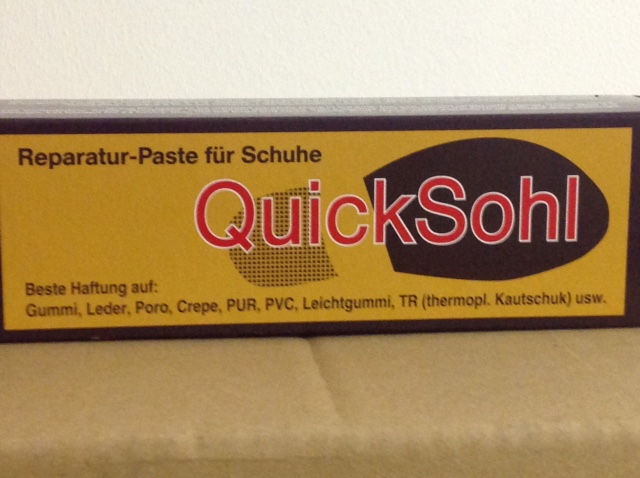 Reparatur-Paste für Schuhe
QuickSohl
Beste Haftung auf:
Gummi, Leder, Poro, Crepe, PUR, PVC, Leichtgummi, TR (thermopl. Kautschuk) usw.